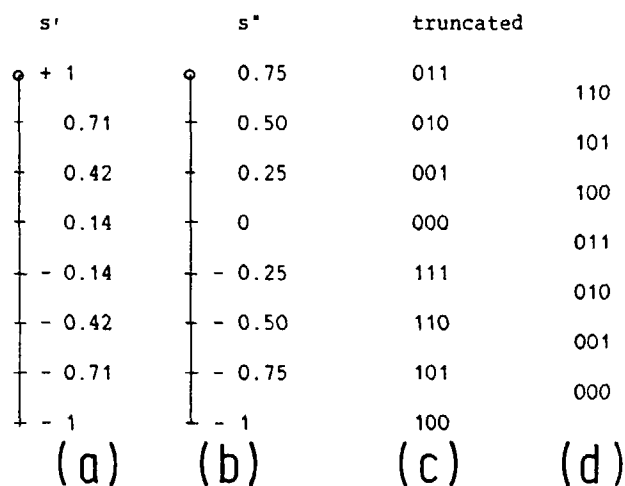 s' s" truncated
+ 1 0.75 011
110
0.71 0.50 010
101
0.42 0.25 001
100
0.14 0 000
011
- 0.14 - 0.25 111
010
- 0.42 - 0.50 110
001
- 0.71 - 0.75 101
000
- 1 - 1 100
(a) (b) (c) (d)